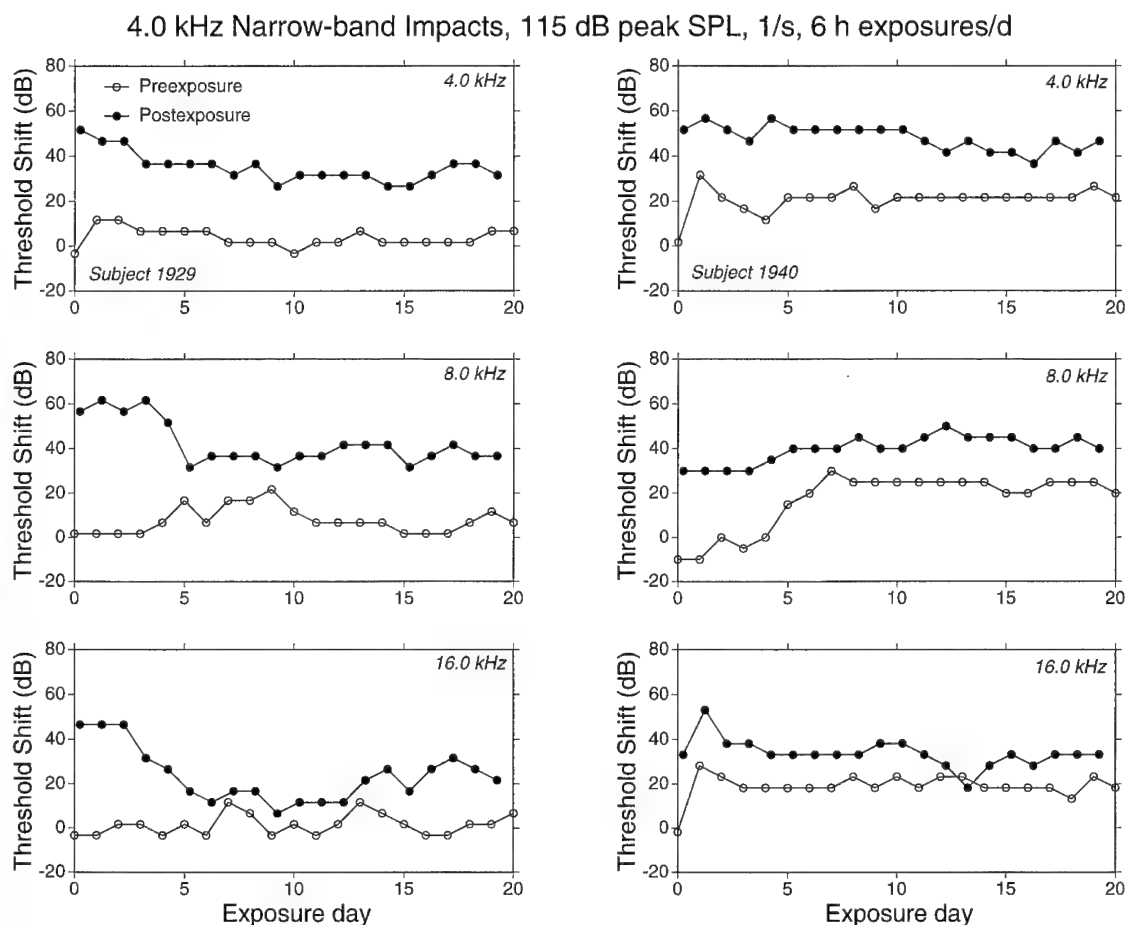 4.0 kHz Narrow-band Impacts, 115 dB peak SPL, 1/s, 6 h exposures/d
80
60
40
20
0
-20
Threshold Shift (dB)
Preexposure
Postexposure
4.0 kHz
Subject 1929
0 5 10 15 20
80
60
40
20
0
-20
Threshold Shift (dB)
4.0 kHz
Subject 1940
0 5 10 15 20
80
60
40
20
0
-20
Threshold Shift (dB)
8.0 kHz
0 5 10 15 20
80
60
40
20
0
-20
Threshold Shift (dB)
8.0 kHz
0 5 10 15 20
80
60
40
20
0
-20
Threshold Shift (dB)
16.0 kHz
0 5 10 15 20
Exposure day
80
60
40
20
0
-20
Threshold Shift (dB)
16.0 kHz
0 5 10 15 20
Exposure day